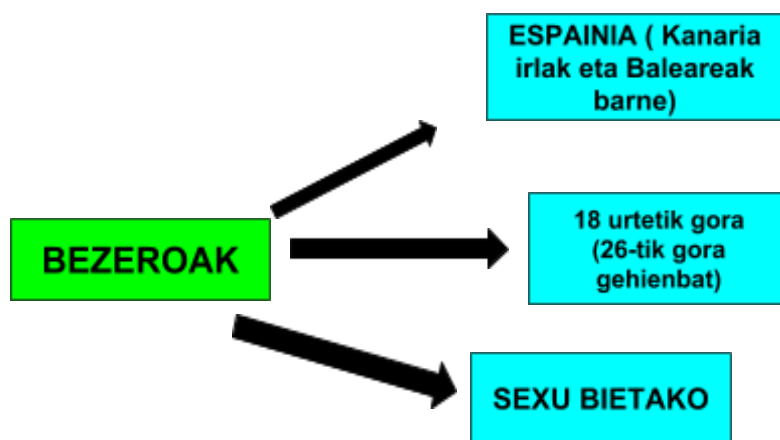 ESPAINIA ( Kanaria
irlak eta Baleareak
barne)
BEZEROAK
18 urtetik gora
(26-tik gora
gehienbat)
SEXU BIETAKO